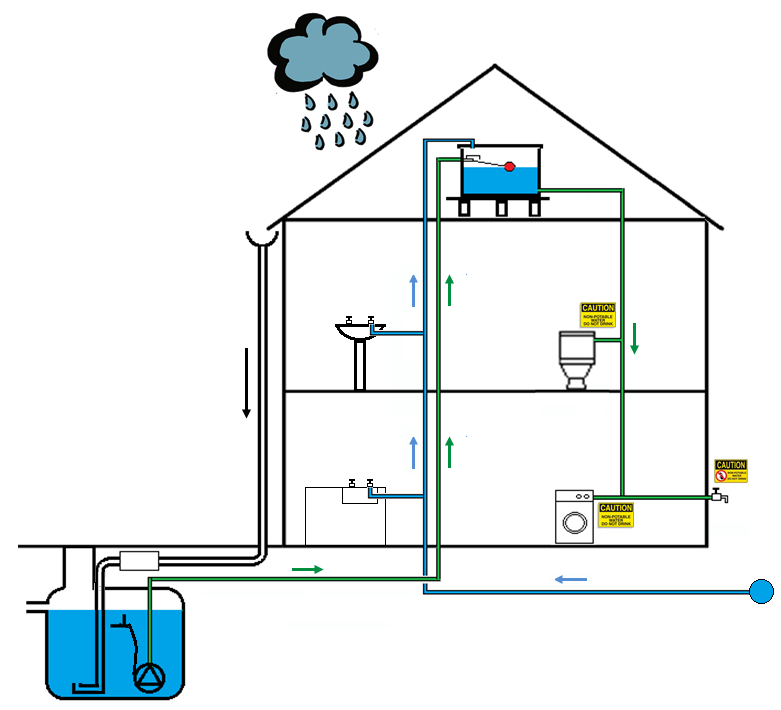 CAUTION
NON-POTABLE
WATER
DO NOT DRINK
CAUTION
NON-POTABLE
WATER
DO NOT DRINK
CAUTION
NON-POTABLE
WATER
DO NOT DRINK